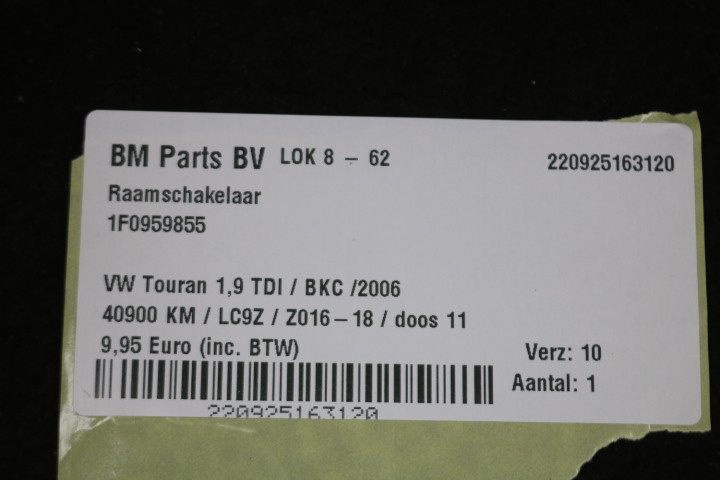 BM Parts BV LOK 8 – 62 220925163120
Raamschakelaar
1F0959855
VW Touran 1,9 TDI / BKC /2006
40900 KM / LC9Z / Z016–18 / doos 11
9,95 Euro (inc. BTW) Verz: 10
Aantal: 1
220925163120